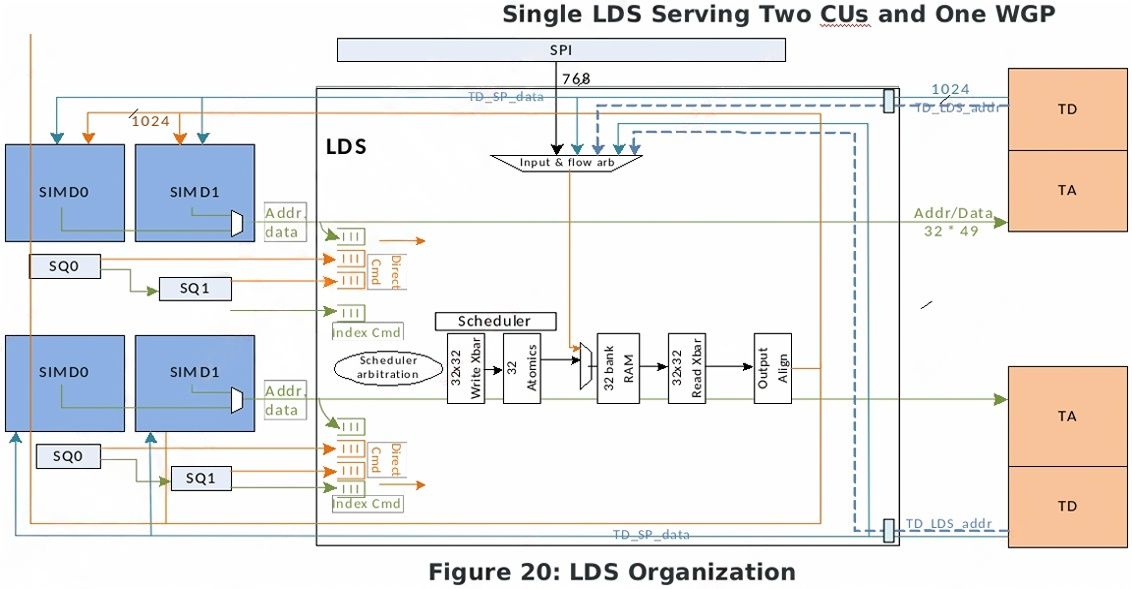 Single LDS Serving Two CUs and One WGP
SPI
768
TD_SP_data
1024
TD_LDS_addr
1024
TD
LDS
Input & flow arb
SIMD0
SIMD1
TA
Addr,
data
Addr/Data
32 * 49
SQ0
Direct
Cmd
SQ1
Index Cmd
Scheduler
Scheduler
arbitration
32x32
Write Xbar
32
Atomics
32 bank
RAM
32x32
Read Xbar
Output
Align
SIMD0
SIMD1
Addr,
data
TA
SQ0
Direct
Cmd
SQ1
Index Cmd
TD
TD_LDS_addr
TD_SP_data
Figure 20: LDS Organization